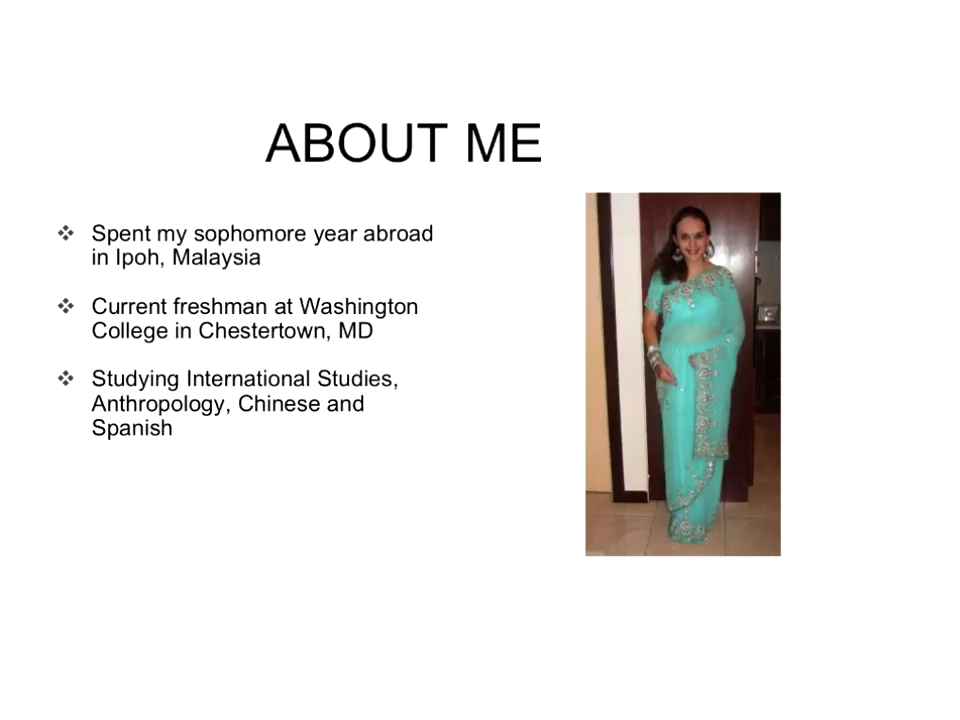 ABOUT ME
❖ Spent my sophomore year abroad
in Ipoh, Malaysia
❖ Current freshman at Washington
College in Chestertown, MD
❖ Studying International Studies,
Anthropology, Chinese and
Spanish